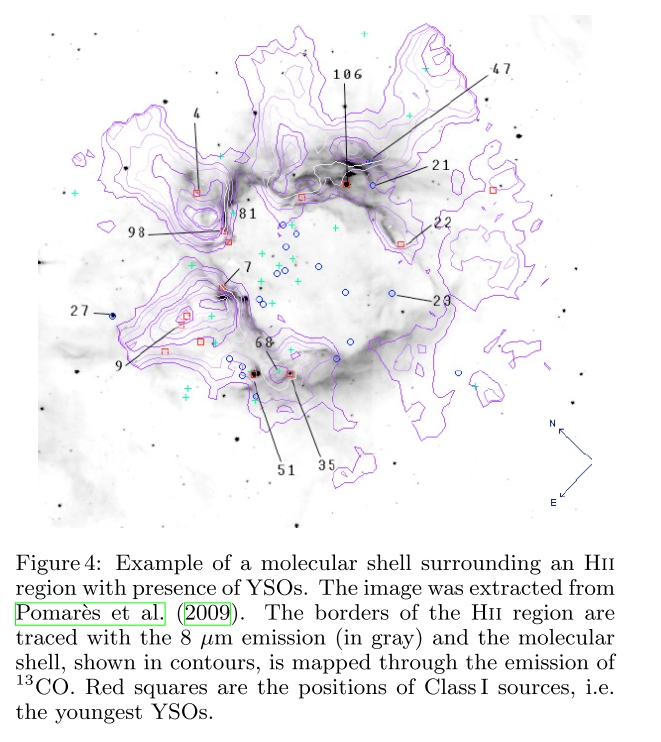 106
47
4
21
81
98
22
7
27
23
68
9
51
35
N
E
Figure 4: Example of a molecular shell surrounding an HII
region with presence of YSOs. The image was extracted from
Pomarès et al. (2009). The borders of the HII region are
traced with the 8 μm emission (in gray) and the molecular
shell, shown in contours, is mapped through the emission of
¹³CO. Red squares are the positions of Class I sources, i.e.
the youngest YSOs.